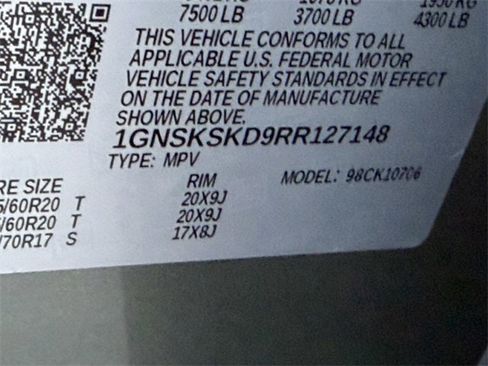 7500 LB 3700 LB 4300 LB
THIS VEHICLE CONFORMS TO ALL
APPLICABLE U.S. FEDERAL MOTOR
VEHICLE SAFETY STANDARDS IN EFFECT
ON THE DATE OF MANUFACTURE
SHOWN ABOVE.
1GNSKSKD9RR127148
TYPE: MPV
RE SIZE RIM MODEL: 98CK10706
5/60R20 T 20X9J
/60R20 T 20X9J
/70R17 S 17X8J